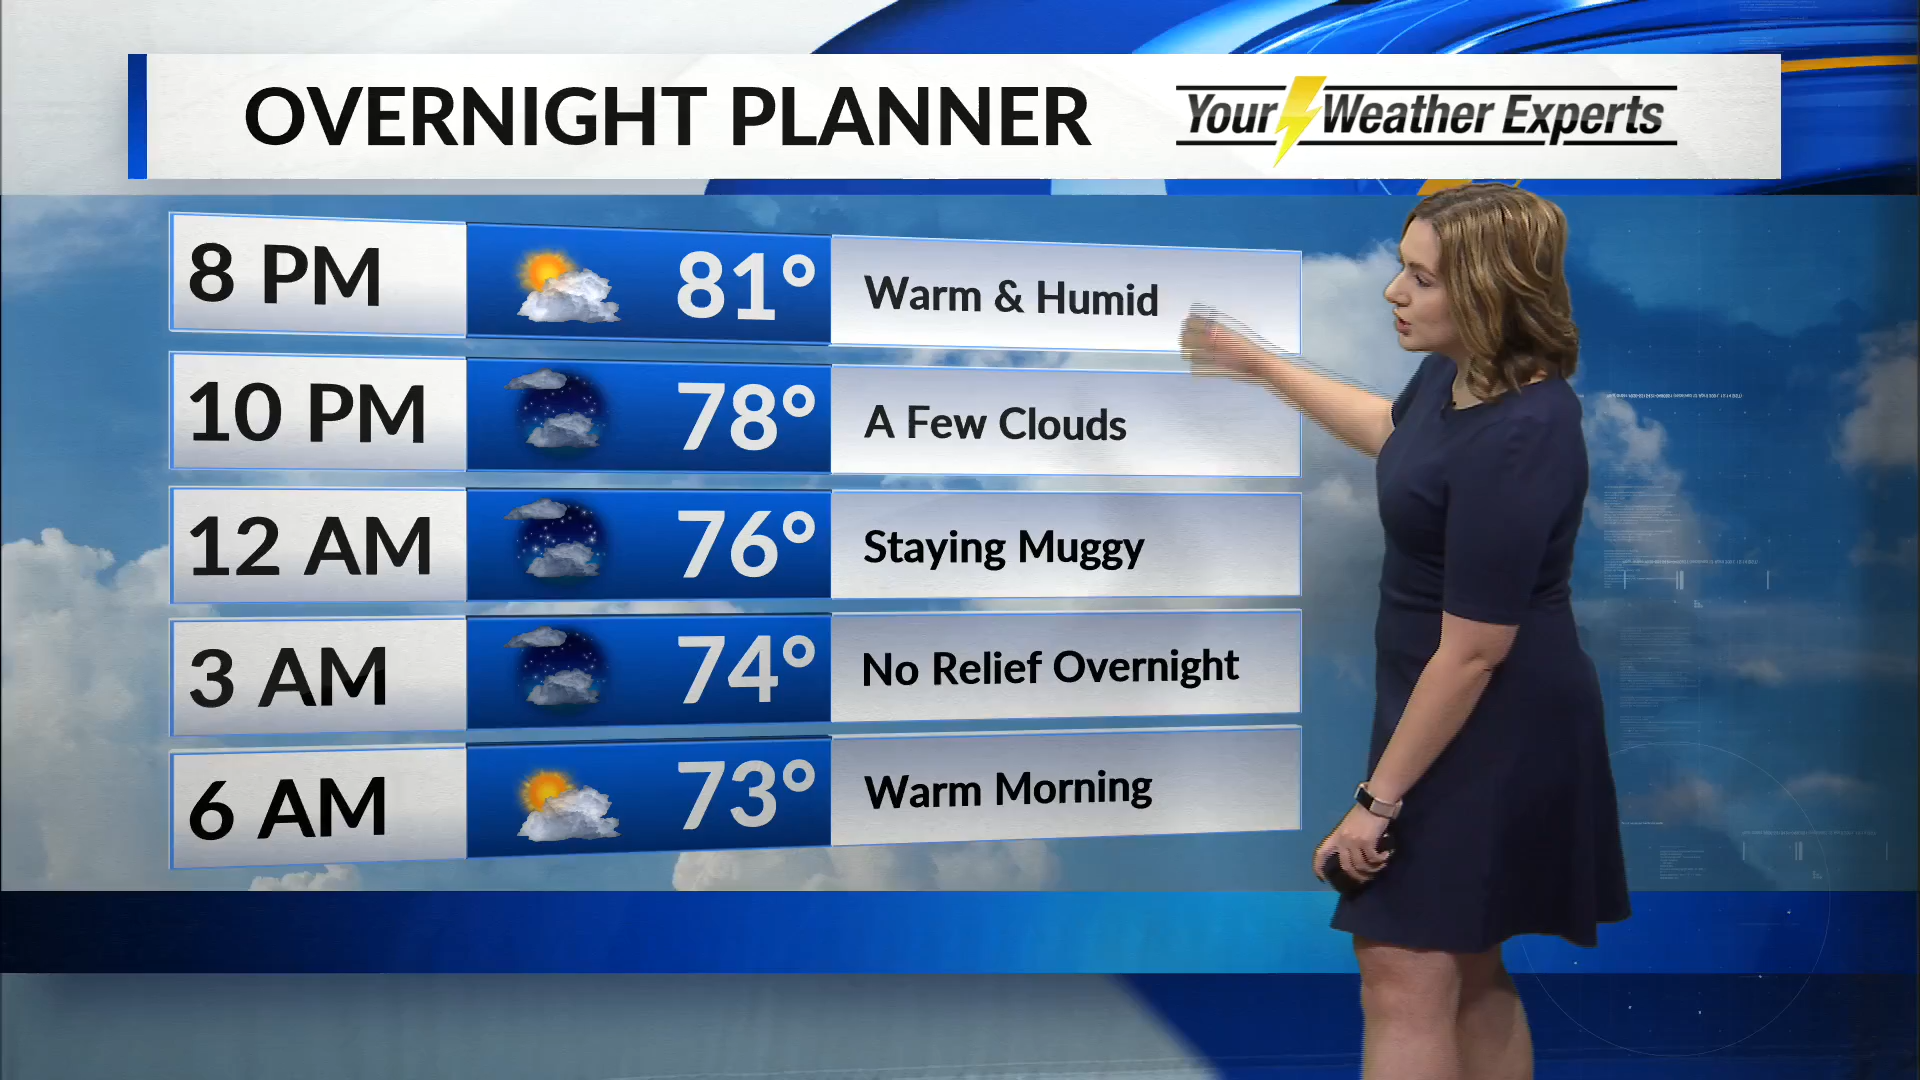 OVERNIGHT PLANNER
Your Weather Experts
8 PM 81° Warm & Humid
10 PM 78° A Few Clouds
12 AM 76° Staying Muggy
3 AM 74° No Relief Overnight
6 AM 73° Warm Morning